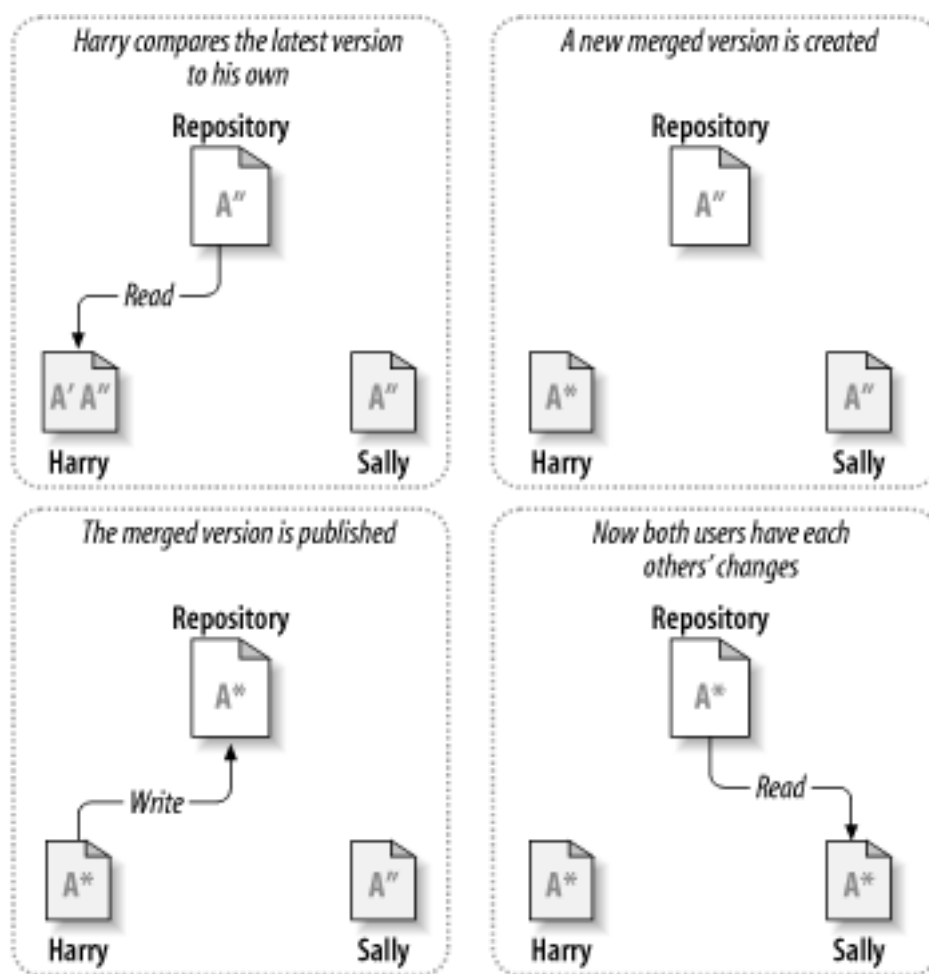 Harry compares the latest version
to his own
Repository
A″
Read
A′ A″
A″
Harry
Sally
A new merged version is created
Repository
A″
A*
A″
Harry
Sally
The merged version is published
Repository
A*
Write
A*
A″
Harry
Sally
Now both users have each
others’ changes
Repository
A*
Read
A*
A*
Harry
Sally